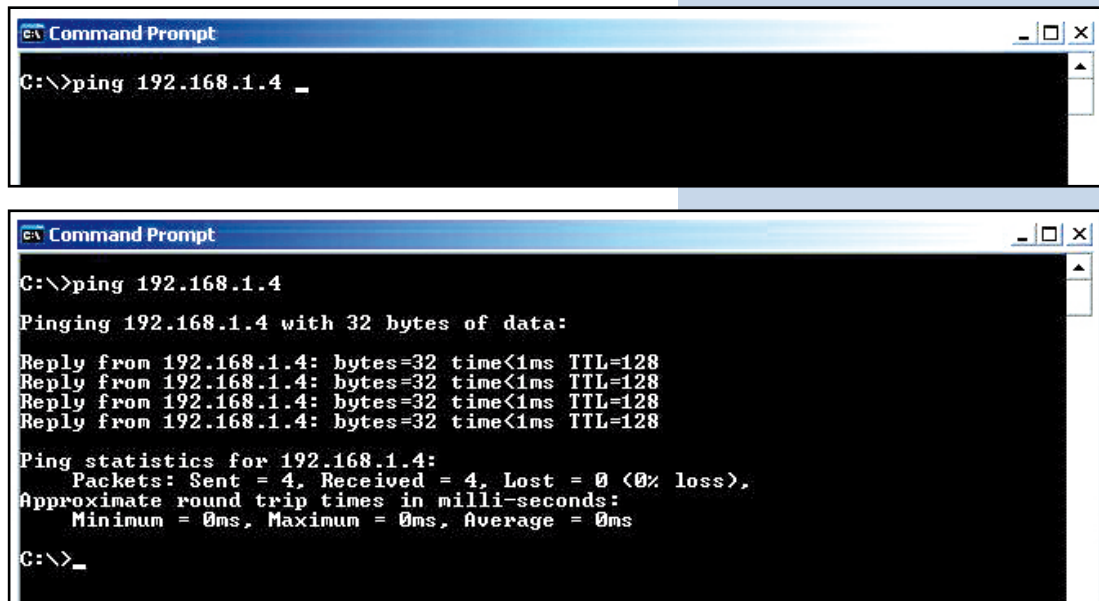 Command Prompt
C:\>ping 192.168.1.4 _
Command Prompt
C:\>ping 192.168.1.4
Pinging 192.168.1.4 with 32 bytes of data:
Reply from 192.168.1.4: bytes=32 time<1ms TTL=128
Reply from 192.168.1.4: bytes=32 time<1ms TTL=128
Reply from 192.168.1.4: bytes=32 time<1ms TTL=128
Reply from 192.168.1.4: bytes=32 time<1ms TTL=128
Ping statistics for 192.168.1.4:
Packets: Sent = 4, Received = 4, Lost = 0 (0% loss),
Approximate round trip times in milli-seconds:
Minimum = 0ms, Maximum = 0ms, Average = 0ms
C:\>_